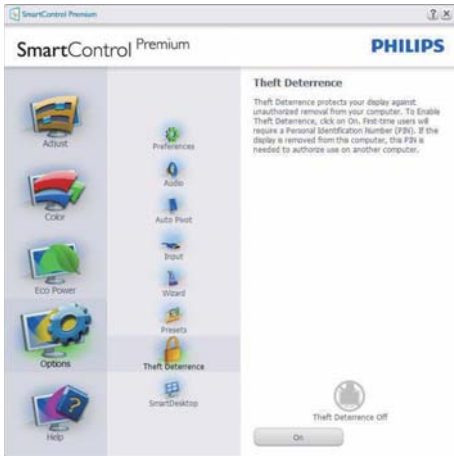 SmartControl Premium
? X
SmartControl Premium
PHILIPS
Adjust
Color
Eco Power
Options
Help
Preferences
Audio
Auto Pivot
Input
Wizard
Presets
Theft Deterrence
SmartDesktop
Theft Deterrence
Theft Deterrence protects your display against
unauthorized removal from your computer. To Enable
Theft Deterrence, click on On. First-time users will
require a Personal Identification Number (PIN). If the
display is removed from this computer, this PIN is
needed to authorize use on another computer.
Theft Deterrence Off
On